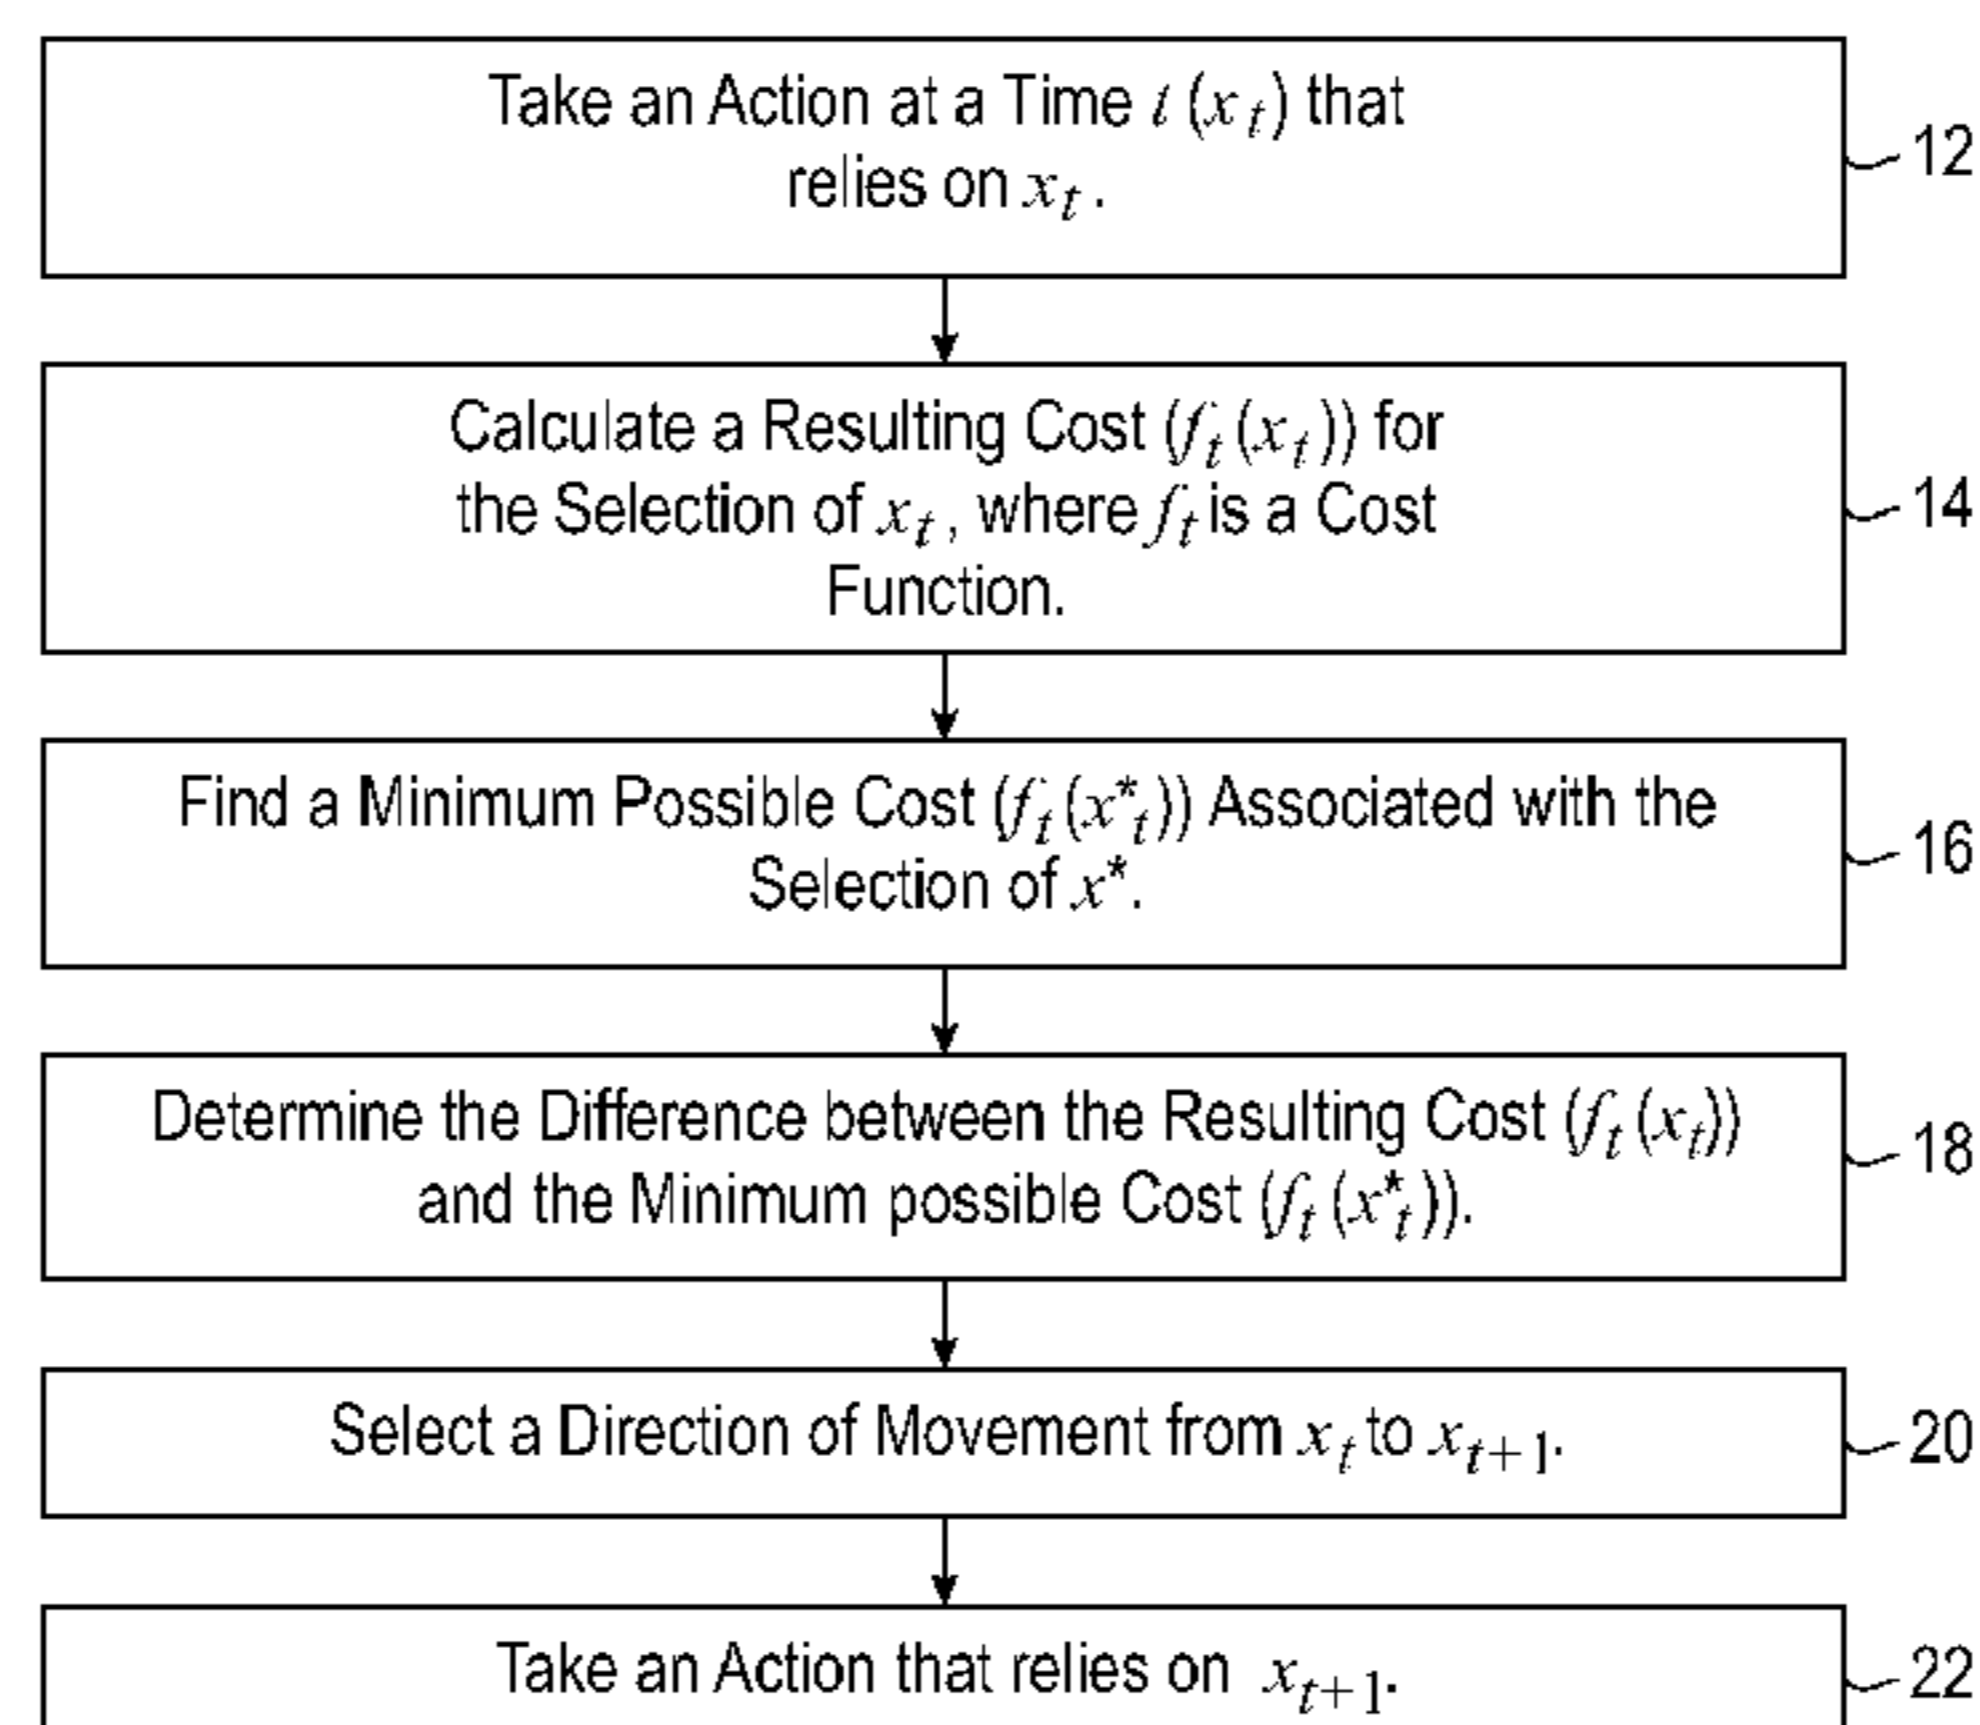 Take an Action at a Time t (x_t) that
relies on x_t.
12
Calculate a Resulting Cost (f_t(x_t)) for
the Selection of x_t, where f_t is a Cost
Function.
14
Find a Minimum Possible Cost (f_t(x*_t)) Associated with the
Selection of x*.
16
Determine the Difference between the Resulting Cost (f_t(x_t))
and the Minimum possible Cost (f_t(x*_t)).
18
Select a Direction of Movement from x_t to x_{t+1}.
20
Take an Action that relies on x_{t+1}.
22